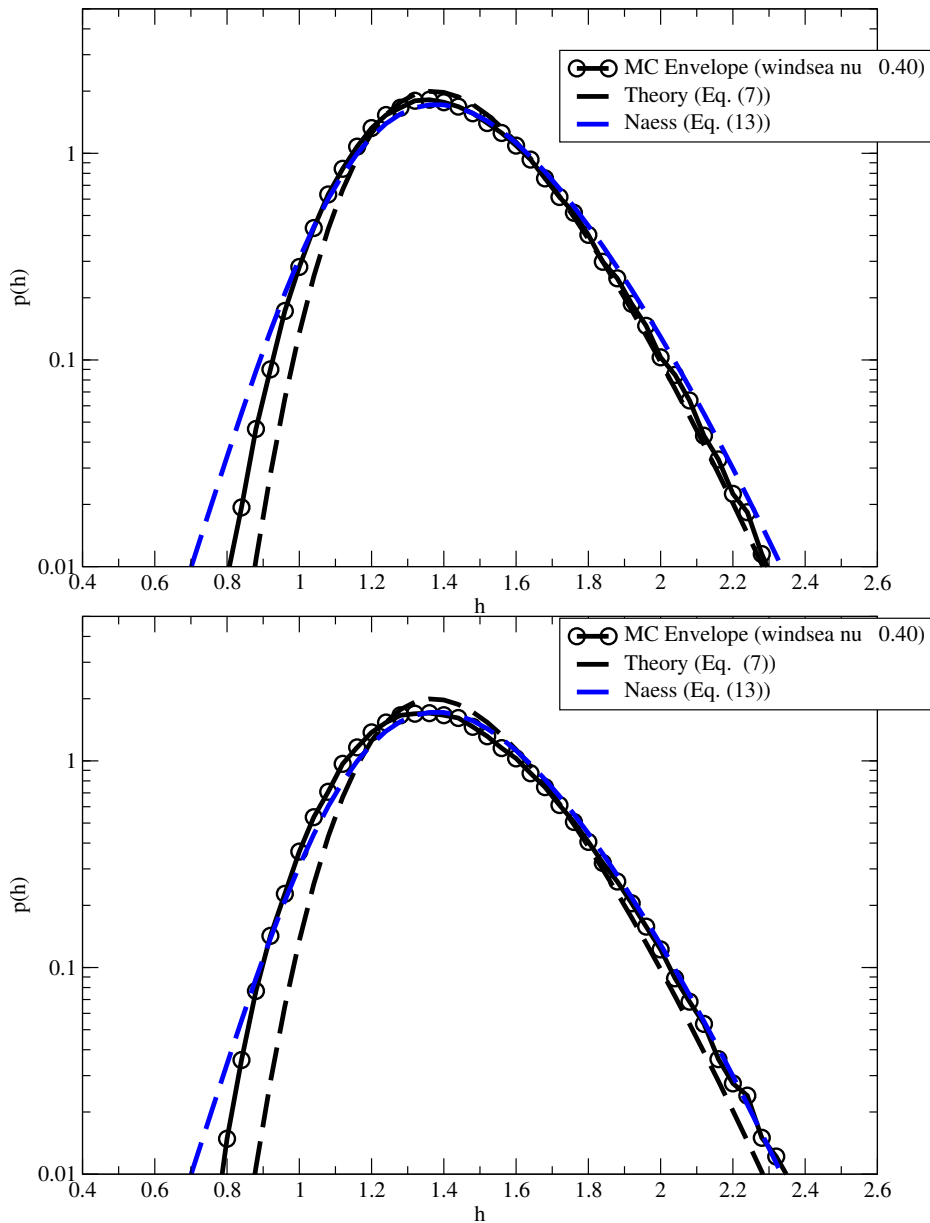 MC Envelope (windsea nu 0.40)
Theory (Eq. (7))
Naess (Eq. (13))
1
0.1
0.01
p(h)
0.4 0.6 0.8 1 1.2 1.4 1.6 1.8 2 2.2 2.4 2.6
h
MC Envelope (windsea nu 0.40)
Theory (Eq. (7))
Naess (Eq. (13))
1
0.1
0.01
p(h)
0.4 0.6 0.8 1 1.2 1.4 1.6 1.8 2 2.2 2.4 2.6
h